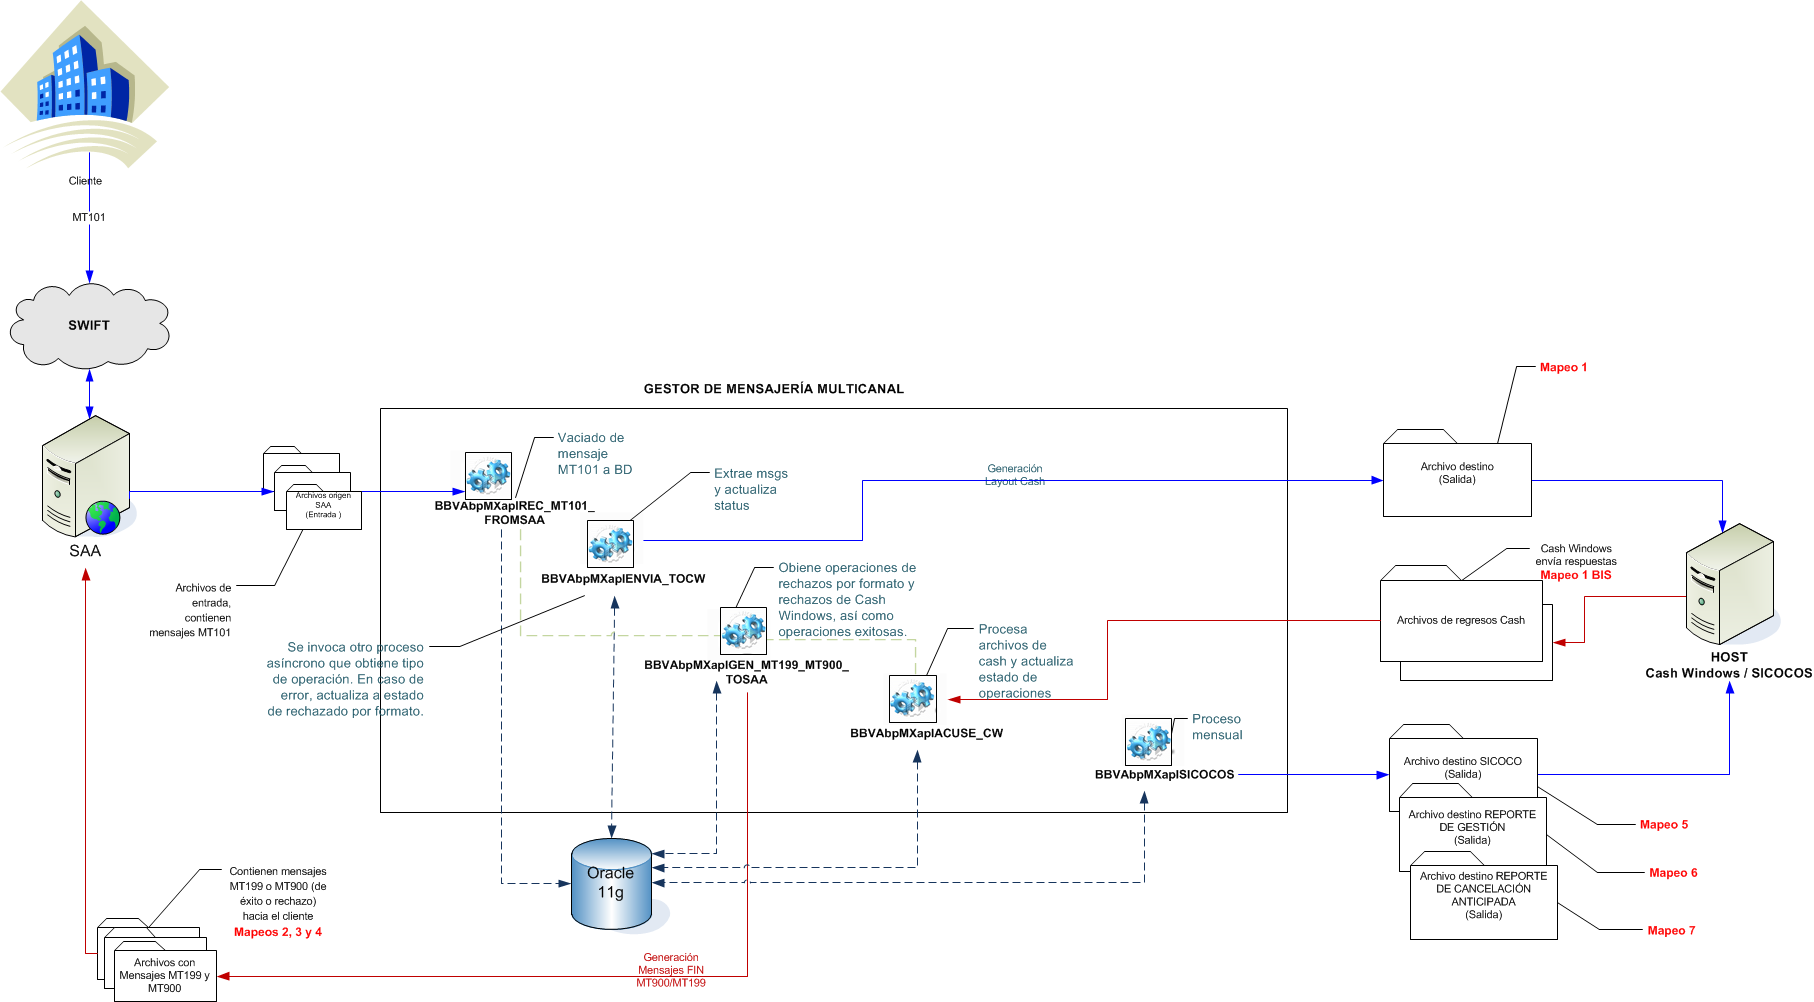 Cliente
MT101
SWIFT
SAA
Archivos origen
SAA
(Entrada )
Archivos de
entrada,
contienen
mensajes MT101
GESTOR DE MENSAJERÍA MULTICANAL
Vaciado de
mensaje
MT101 a BD
BBVAbpMXapIREC_MT101_
FROMSAA
Extrae msgs
y actualiza
status
BBVAbpMXapIENVIA_TOCW
Se invoca otro proceso
asíncrono que obtiene tipo
de operación. En caso de
error, actualiza a estado
de rechazado por formato.
Obiene operaciones de
rechazos por formato y
rechazos de Cash
Windows, así como
operaciones exitosas.
BBVAbpMXapIGEN_MT199_MT900_
TOSAA
Procesa
archivos de
cash y actualiza
estado de
operaciones
BBVAbpMXapIACUSE_CW
Proceso
mensual
BBVAbpMXapISICOCOS
Generación
Layout Cash
Mapeo 1
Archivo destino
(Salida)
Cash Windows
envía respuestas
Mapeo 1 BIS
Archivos de regresos Cash
HOST
Cash Windows / SICOCOS
Archivo destino SICOCO
(Salida)
Mapeo 5
Archivo destino REPORTE
DE GESTIÓN
(Salida)
Mapeo 6
Archivo destino REPORTE
DE CANCELACIÓN
ANTICIPADA
(Salida)
Mapeo 7
Oracle
11g
Contienen mensajes
MT199 o MT900 (de
éxito o rechazo)
hacia el cliente
Mapeos 2, 3 y 4
Archivos con
Mensajes MT199 y
MT900
Generación
Mensajes FIN
MT900/MT199